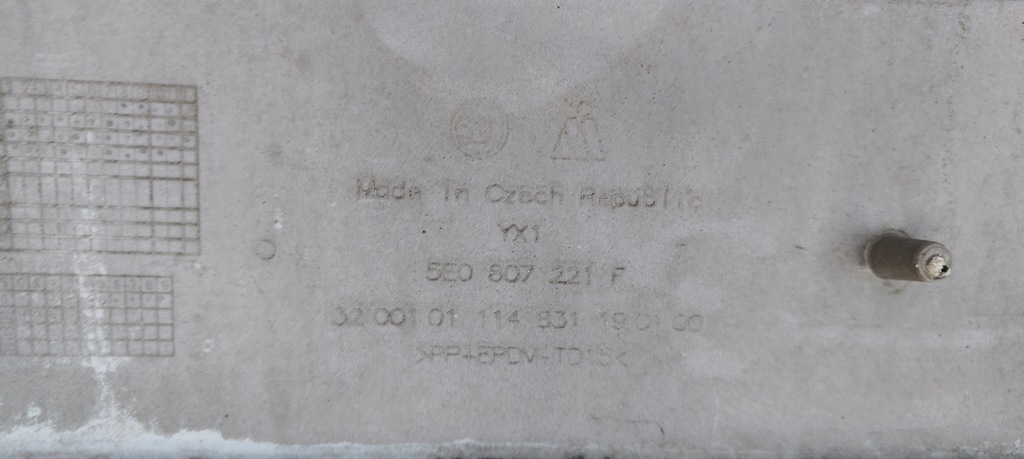 Made in Czech Republic
YX1
5E0 807 221 F
32 001 01 114 831 19 01 00
>PP+EPDM-TD15<